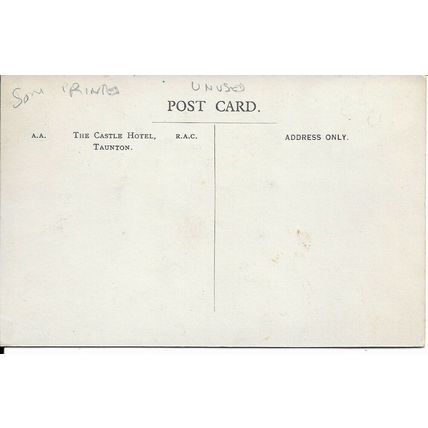 Som PRINTED UNUSED
POST CARD.
A.A. THE CASTLE HOTEL, R.A.C. ADDRESS ONLY.
TAUNTON.